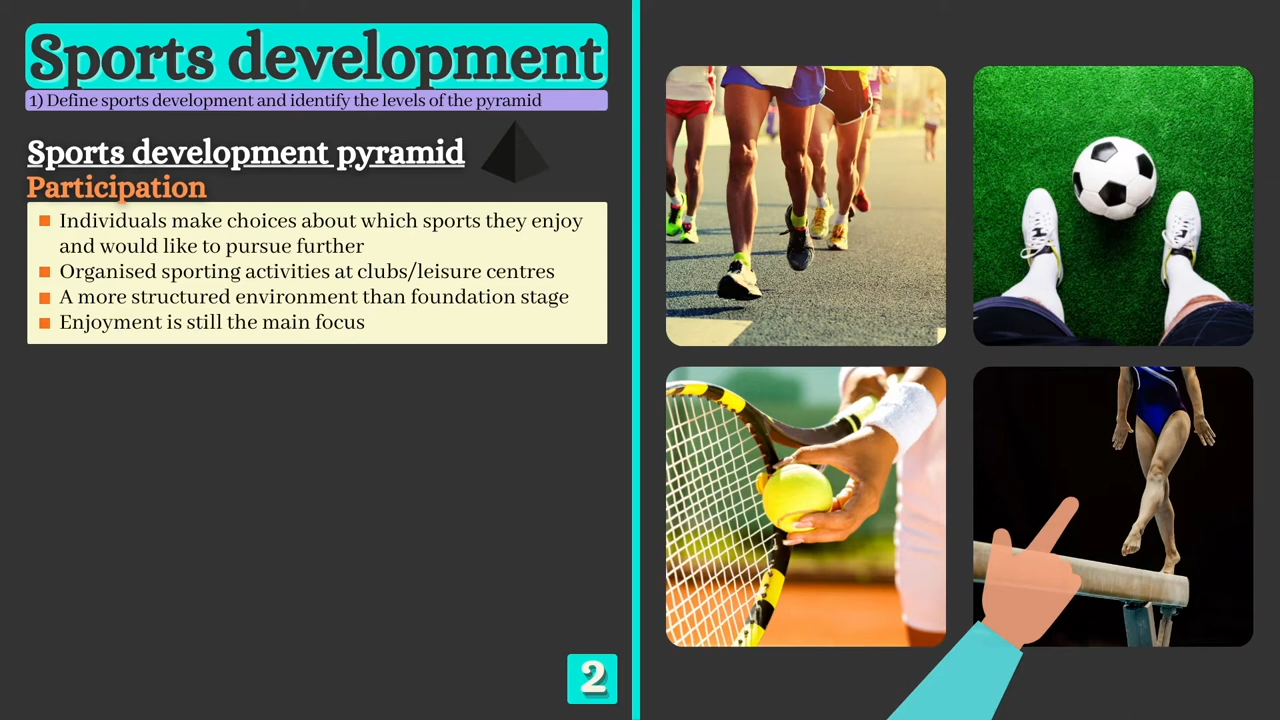 Sports development
1) Define sports development and identify the levels of the pyramid
Sports development pyramid
Participation
Individuals make choices about which sports they enjoy
and would like to pursue further
Organised sporting activities at clubs/leisure centres
A more structured environment than foundation stage
Enjoyment is still the main focus
2